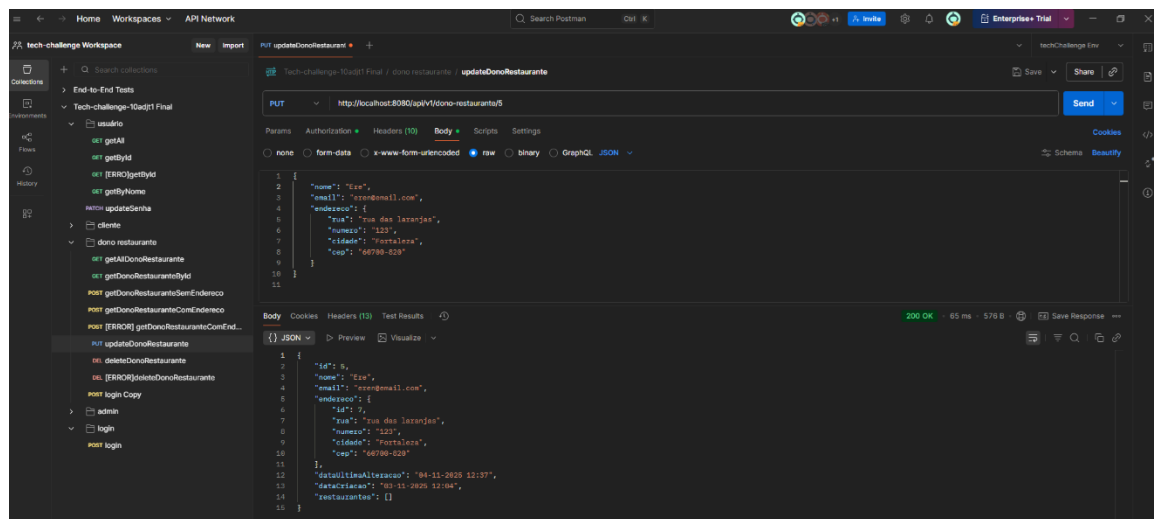 Home Workspaces API Network
Search Postman Ctrl K
+1 Invite
Enterprise+ Trial
tech-challenge Workspace New Import
PUT updateDonoRestaurant
techChallenge Env
Collections
Environments
Flows
History
Search collections
End-to-End Tests
Tech-challenge-10adjt1 Final
usuário
GET getAll
GET getById
GET [ERRO]getById
GET getByNome
PATCH updateSenha
cliente
dono restaurante
GET getAllDonoRestaurante
GET getDonoRestauranteById
POST getDonoRestauranteSemEndereco
POST getDonoRestauranteComEndereco
POST [ERROR] getDonoRestauranteComEnd...
PUT updateDonoRestaurante
DEL deleteDonoRestaurante
DEL [ERROR]deleteDonoRestaurante
POST login Copy
admin
login
POST login
Tech-challenge-10adjt1 Final / dono restaurante / updateDonoRestaurante
Save Share
PUT http://localhost:8080/api/v1/dono-restaurante/5
Send
Params Authorization Headers (10) Body Scripts Settings
Cookies
none form-data x-www-form-urlencoded raw binary GraphQL JSON
Schema Beautify
1 {
2 "nome": "Ere",
3 "email": "eren@email.com",
4 "endereco": {
5 "rua": "rua das laranjas",
6 "numero": "123",
7 "cidade": "Fortaleza",
8 "cep": "60700-820"
9 }
10 }
11
Body Cookies Headers (13) Test Results
200 OK 65 ms 576 B Save Response
{} JSON Preview Visualize
1 {
2 "id": 5,
3 "nome": "Ere",
4 "email": "eren@email.com",
5 "endereco": {
6 "id": 7,
7 "rua": "rua das laranjas",
8 "numero": "123",
9 "cidade": "Fortaleza",
10 "cep": "60700-820"
11 },
12 "dataUltimaAlteracao": "04-11-2025 12:37",
13 "dataCriacao": "03-11-2025 12:04",
14 "restaurantes": []
15 }